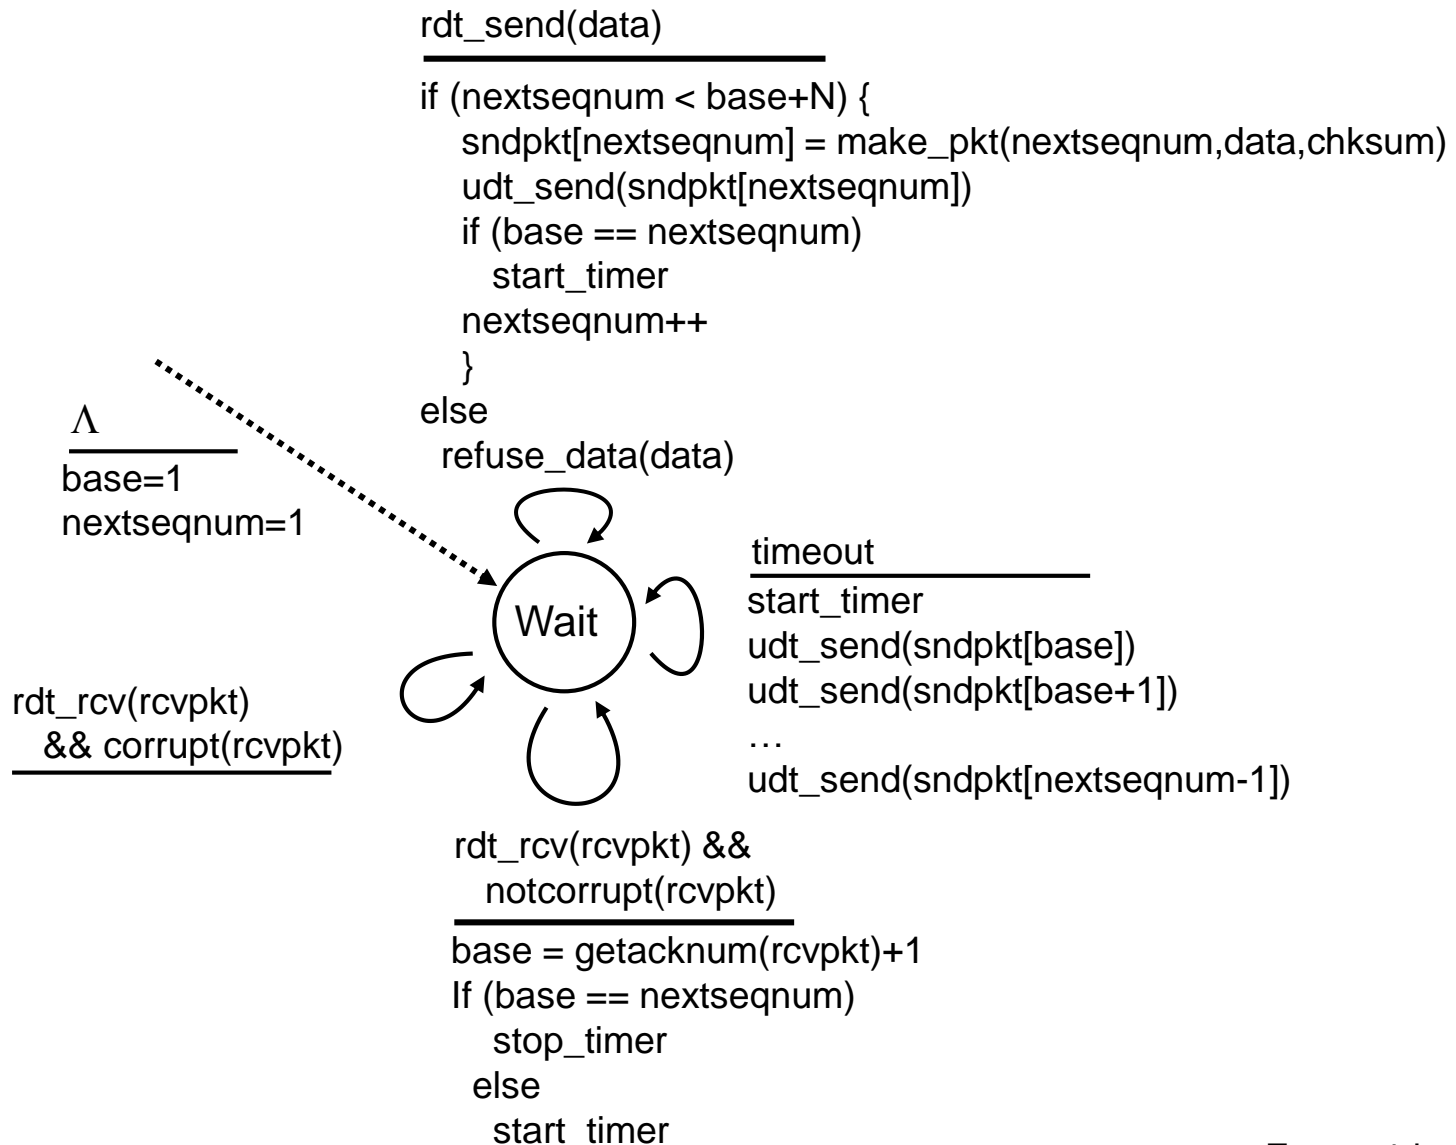 rdt_send(data)
if (nextseqnum < base+N) {
sndpkt[nextseqnum] = make_pkt(nextseqnum,data,chksum)
udt_send(sndpkt[nextseqnum])
if (base == nextseqnum)
start_timer
nextseqnum++
}
else
refuse_data(data)
Λ
base=1
nextseqnum=1
Wait
timeout
start_timer
udt_send(sndpkt[base])
udt_send(sndpkt[base+1])
…
udt_send(sndpkt[nextseqnum-1])
rdt_rcv(rcvpkt)
&& corrupt(rcvpkt)
rdt_rcv(rcvpkt) &&
notcorrupt(rcvpkt)
base = getacknum(rcvpkt)+1
If (base == nextseqnum)
stop_timer
else
start_timer